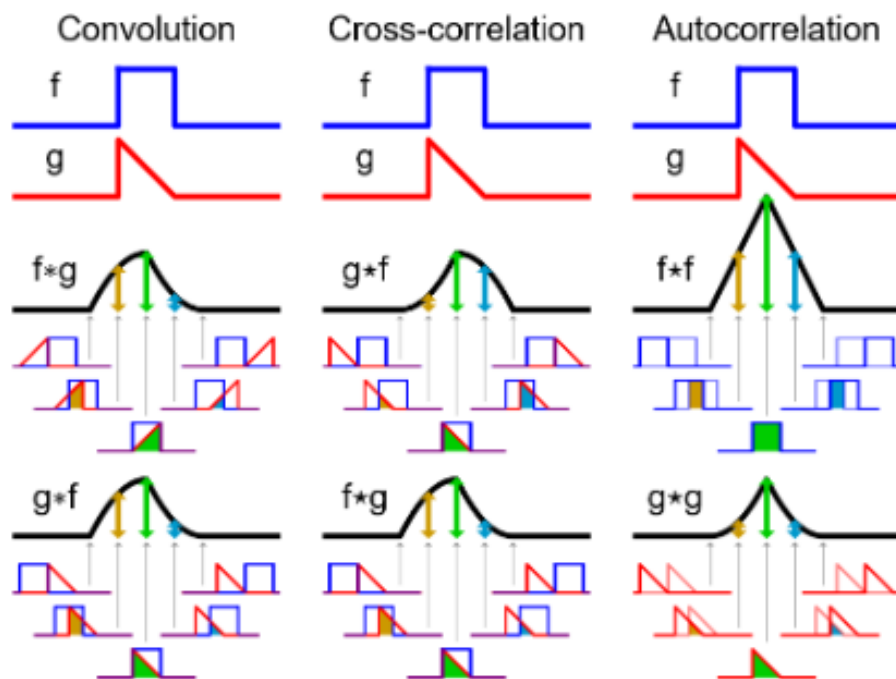 Convolution Cross-correlation Autocorrelation
f f f
g g g
f∗g g⋆f f⋆f
g∗f f⋆g g⋆g